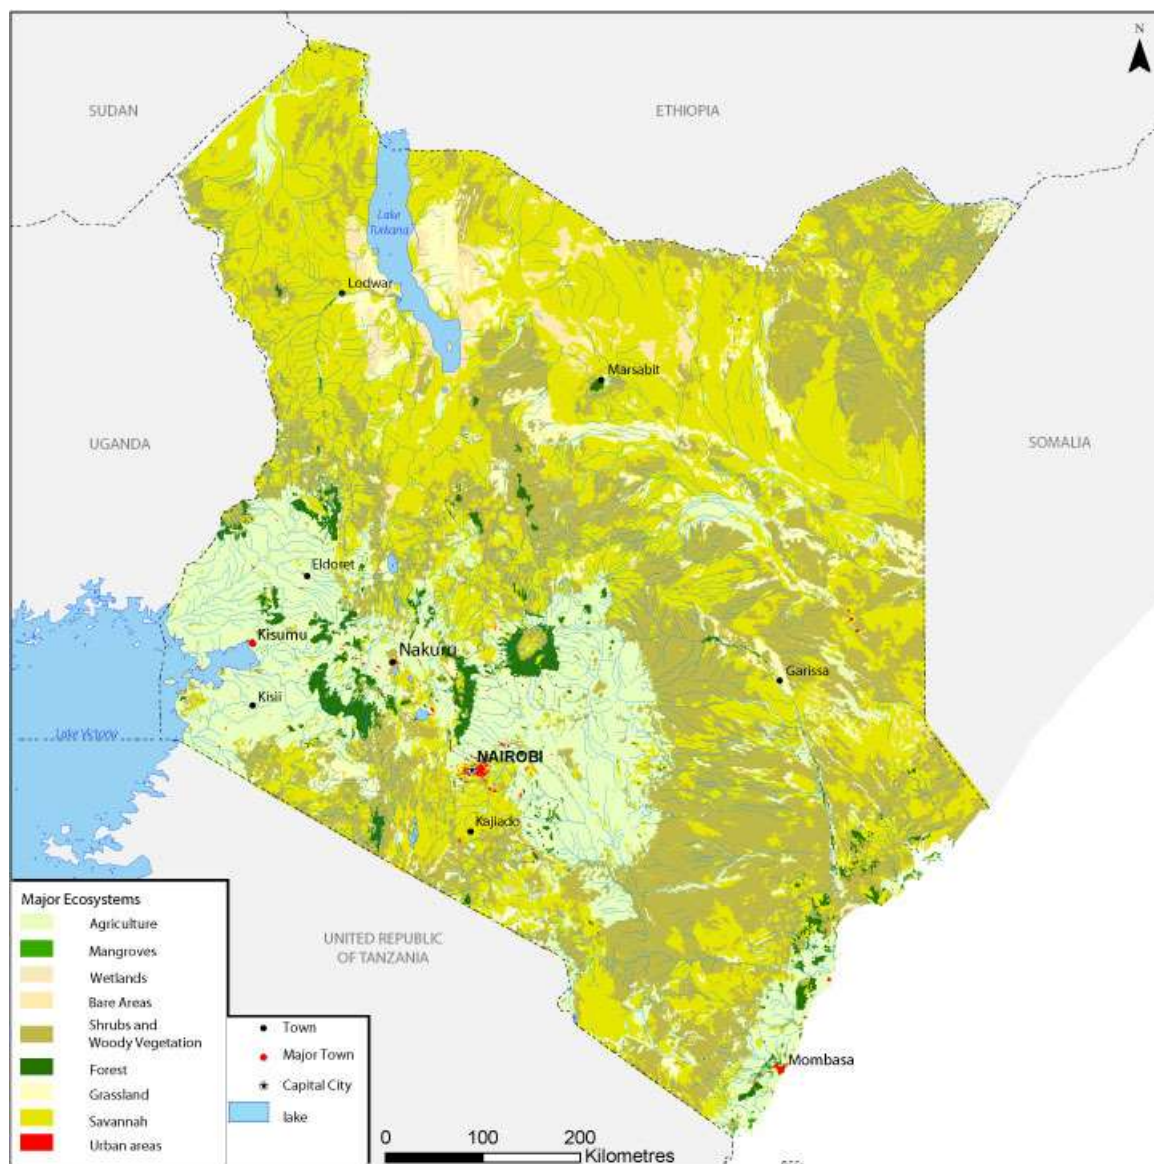 N
SUDAN
ETHIOPIA
Lake
Turkana
Lodwar
Marsabit
UGANDA
SOMALIA
Eldoret
Kisumu
Nakuru
Garissa
Kisii
Lake Victoria
NAIROBI
Kajiado
UNITED REPUBLIC
OF TANZANIA
Mombasa
Major Ecosystems
Agriculture
Mangroves
Wetlands
Bare Areas
Shrubs and
Woody Vegetation
Forest
Grassland
Savannah
Urban areas
Town
Major Town
Capital City
lake
0 100 200
Kilometres